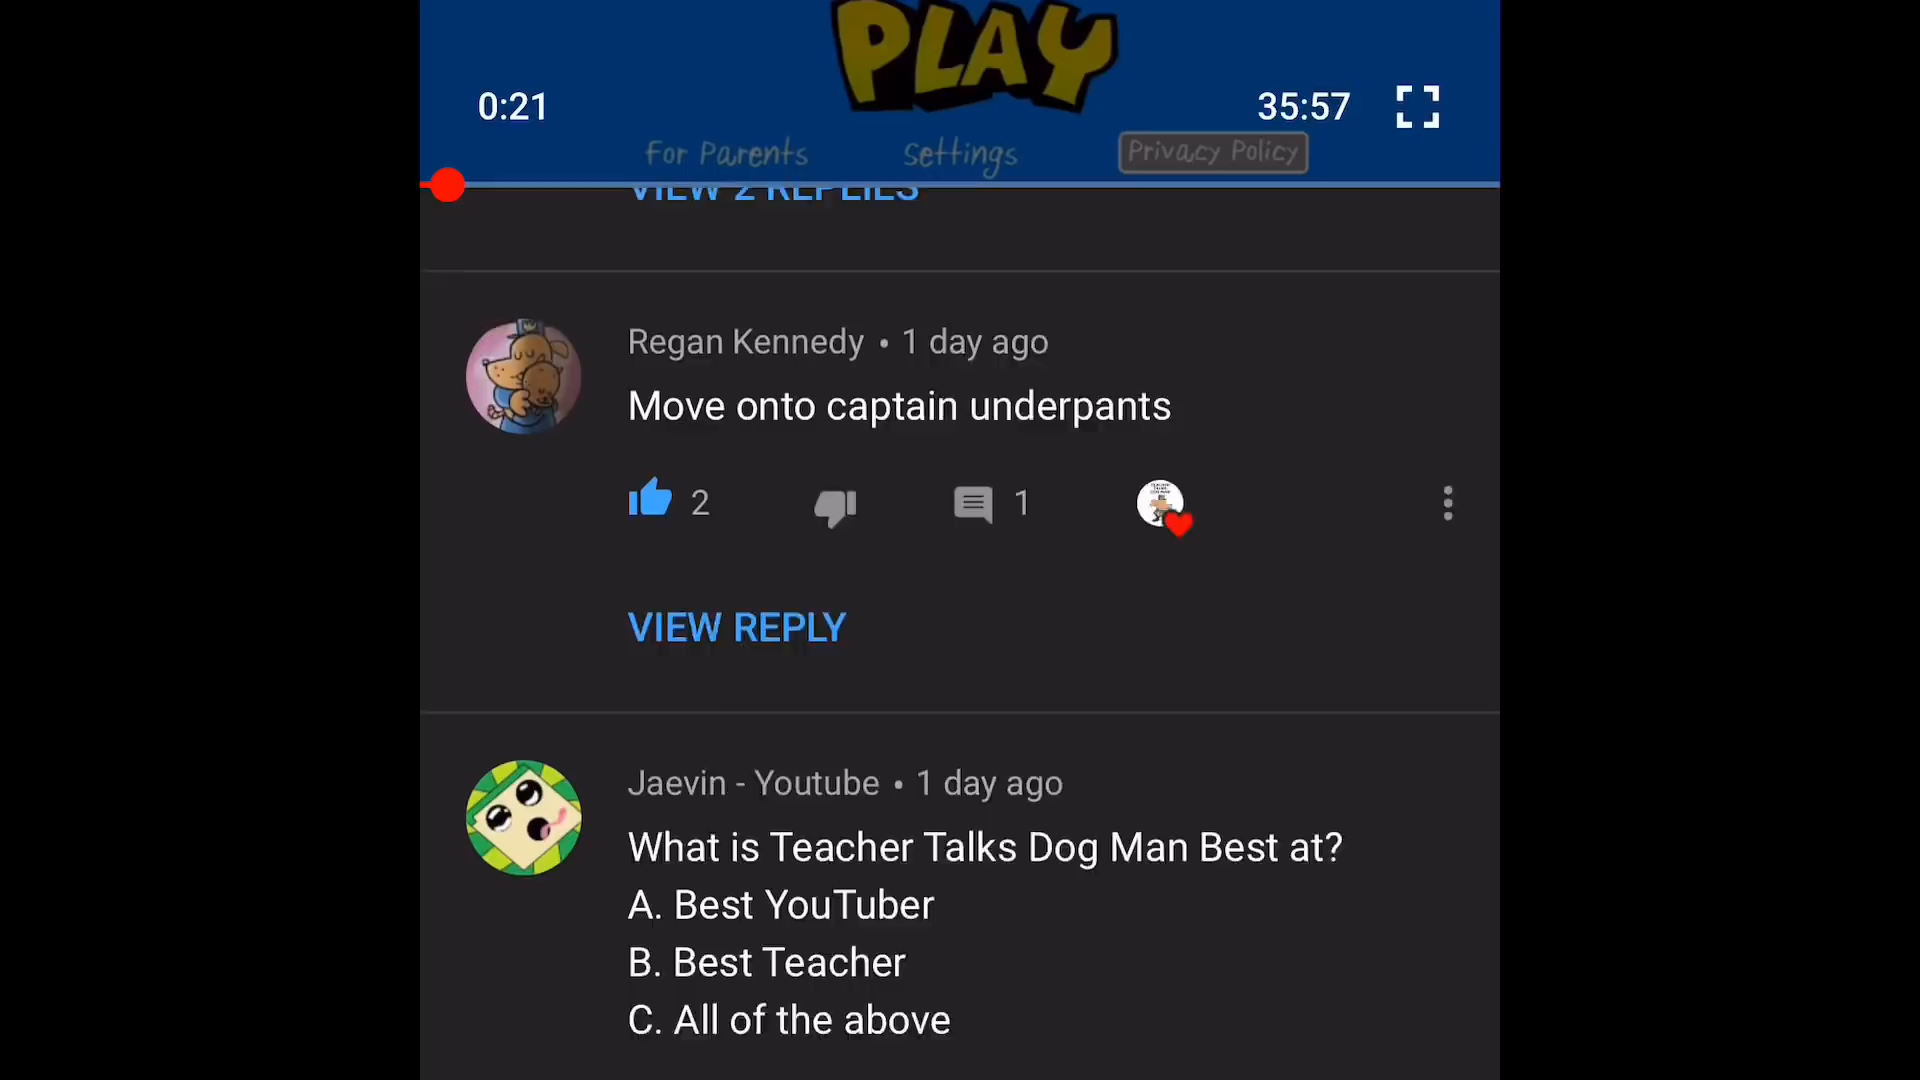 PLAY
0:21
35:57
For Parents
Settings
Privacy Policy
VIEW 2 REPLIES
Regan Kennedy • 1 day ago
Move onto captain underpants
2
1
VIEW REPLY
Jaevin - Youtube • 1 day ago
What is Teacher Talks Dog Man Best at?
A. Best YouTuber
B. Best Teacher
C. All of the above